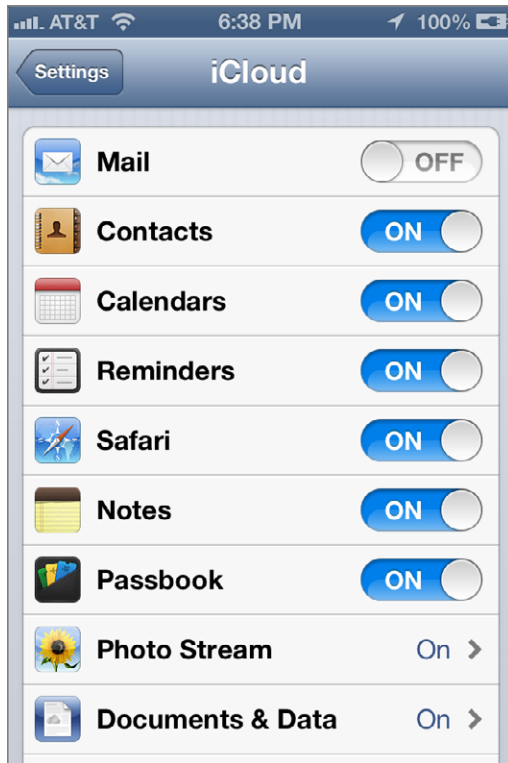 AT&T 6:38 PM 100%
Settings iCloud
Mail OFF
Contacts ON
Calendars ON
Reminders ON
Safari ON
Notes ON
Passbook ON
Photo Stream On
Documents & Data On